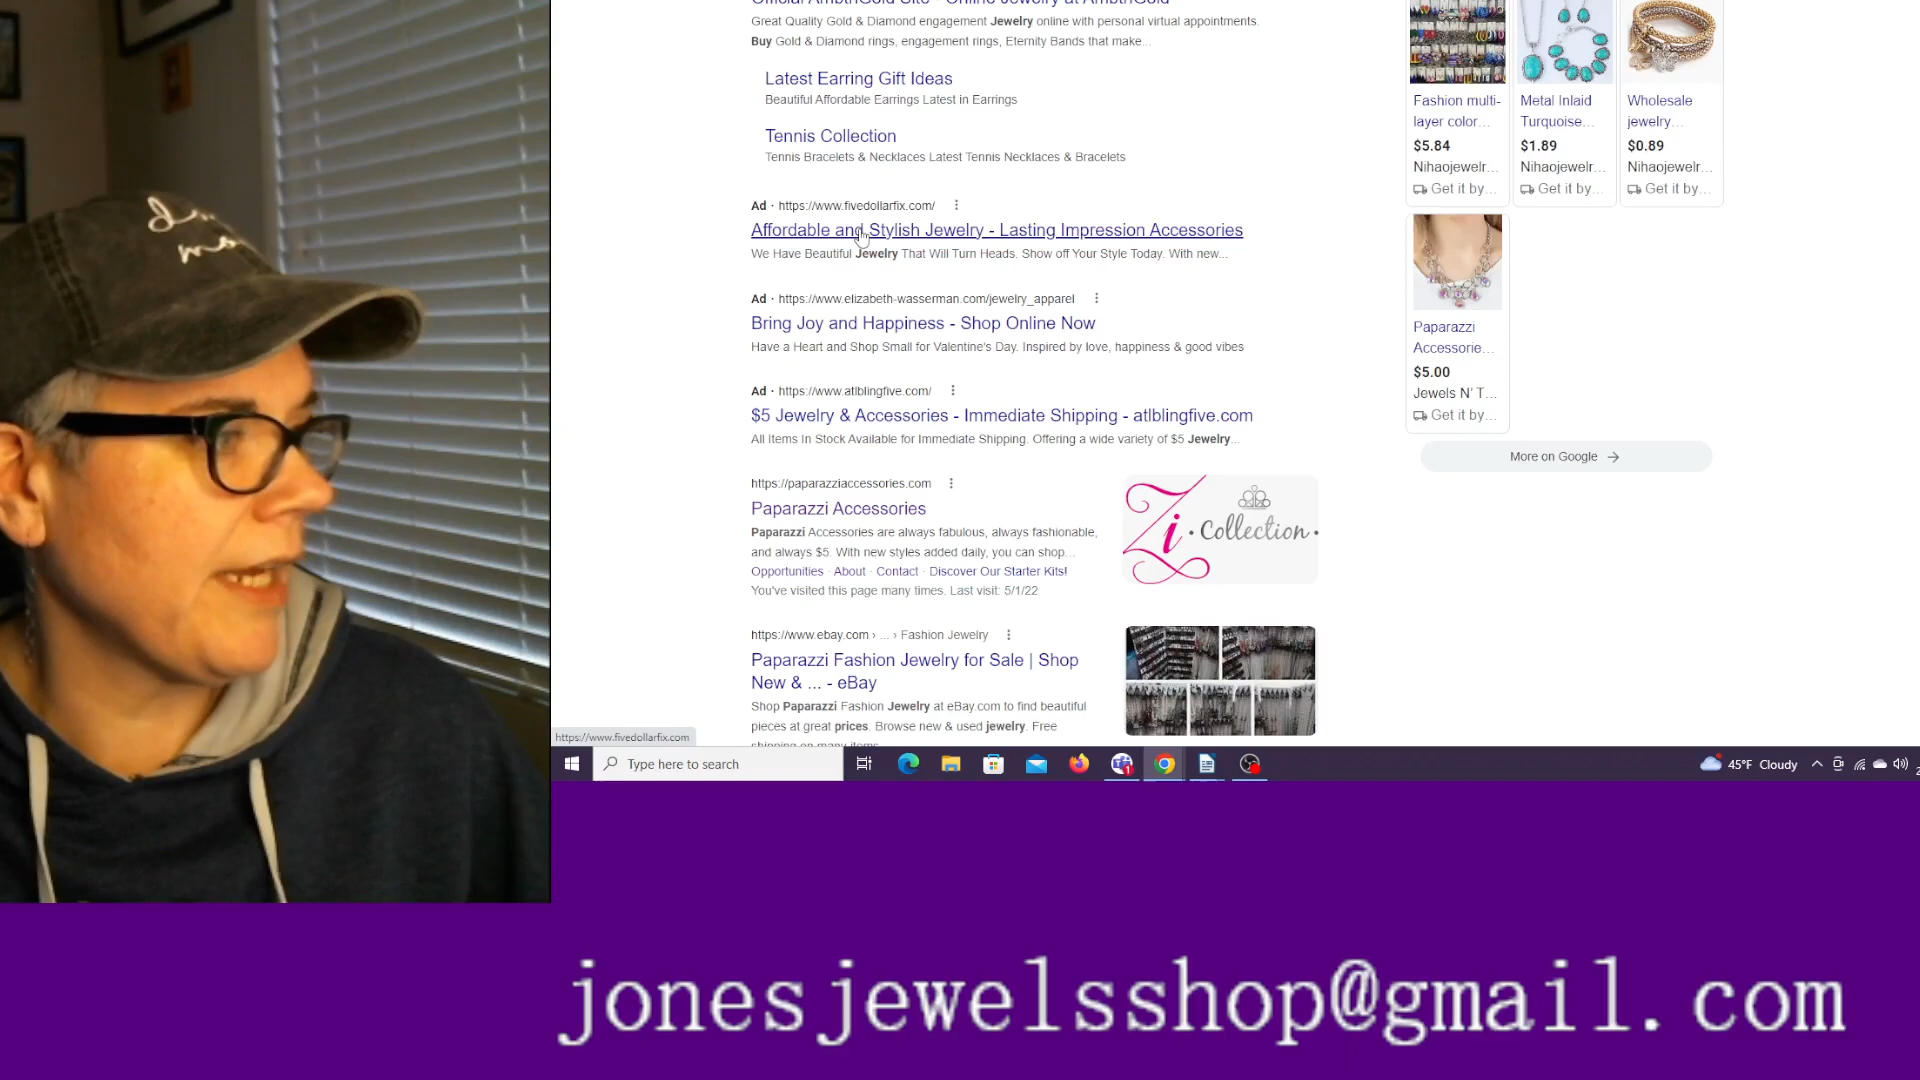 Official AmbthGold Site - Online Jewelry at AmbthGold
Great Quality Gold & Diamond engagement Jewelry online with personal virtual appointments.
Buy Gold & Diamond rings, engagement rings, Eternity Bands that make...
Latest Earring Gift Ideas
Beautiful Affordable Earrings Latest in Earrings
Tennis Collection
Tennis Bracelets & Necklaces Latest Tennis Necklaces & Bracelets
Ad · https://www.fivedollarfix.com/
Affordable and Stylish Jewelry - Lasting Impression Accessories
We Have Beautiful Jewelry That Will Turn Heads. Show off Your Style Today. With new...
Ad · https://www.elizabeth-wasserman.com/jewelry_apparel
Bring Joy and Happiness - Shop Online Now
Have a Heart and Shop Small for Valentine's Day. Inspired by love, happiness & good vibes
Ad · https://www.atlblingfive.com/
$5 Jewelry & Accessories - Immediate Shipping - atlblingfive.com
All Items In Stock Available for Immediate Shipping. Offering a wide variety of $5 Jewelry...
https://paparazziaccessories.com
Paparazzi Accessories
Paparazzi Accessories are always fabulous, always fashionable,
and always $5. With new styles added daily, you can shop...
Opportunities · About · Contact · Discover Our Starter Kits!
You've visited this page many times. Last visit: 5/1/22
Zi · Collection ·
https://www.ebay.com › ... › Fashion Jewelry
Paparazzi Fashion Jewelry for Sale | Shop
New & ... - eBay
Shop Paparazzi Fashion Jewelry at eBay.com to find beautiful
pieces at great prices. Browse new & used jewelry. Free
shipping on many items
Fashion multi-
layer color...
$5.84
Nihaojewelr...
Get it by...
Metal Inlaid
Turquoise...
$1.89
Nihaojewelr...
Get it by...
Wholesale
jewelry...
$0.89
Nihaojewelr...
Get it by...
Paparazzi
Accessorie...
$5.00
Jewels N' T...
Get it by...
More on Google →
https://www.fivedollarfix.com
Type here to search
45°F Cloudy
jonesjewelsshop@gmail.com